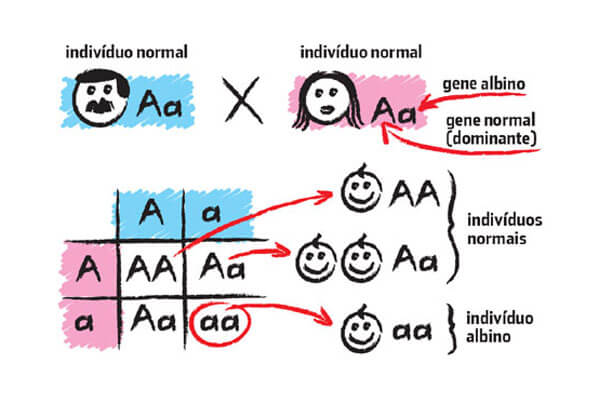 indivíduo normal
indivíduo normal
Aa
X
Aa
gene albino
gene normal
(dominante)
A
a
A
AA
Aa
a
Aa
aa
AA
Aa
indivíduos
normais
aa
indivíduo
albino